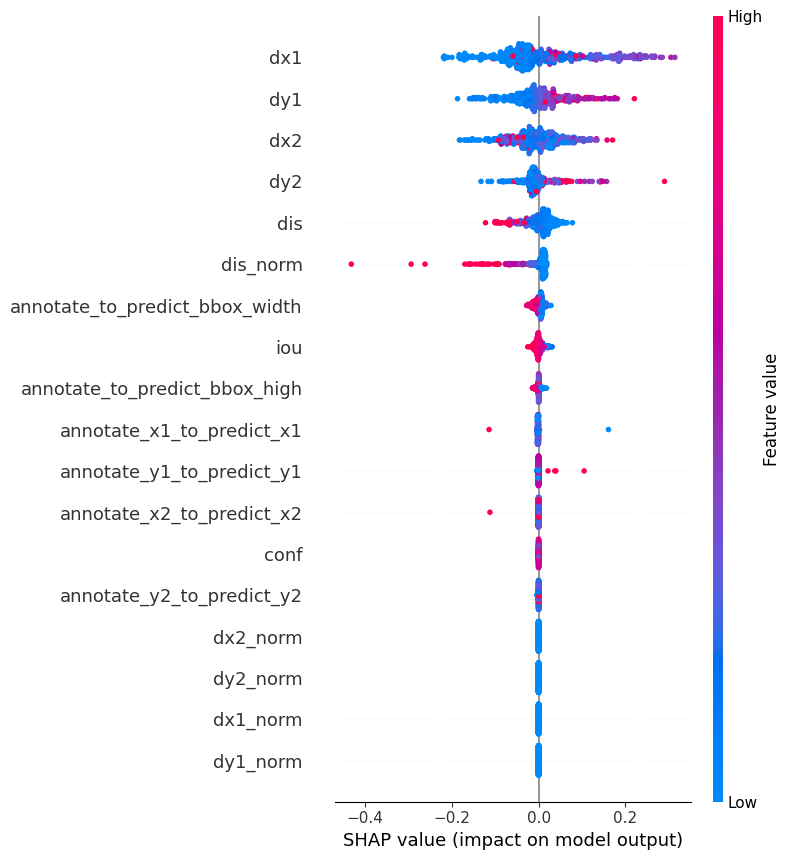 High
dx1
dy1
dx2
dy2
dis
dis_norm
annotate_to_predict_bbox_width
iou
annotate_to_predict_bbox_high
annotate_x1_to_predict_x1
annotate_y1_to_predict_y1
annotate_x2_to_predict_x2
conf
annotate_y2_to_predict_y2
dx2_norm
dy2_norm
dx1_norm
dy1_norm
Feature value
Low
−0.4 −0.2 0.0 0.2
SHAP value (impact on model output)